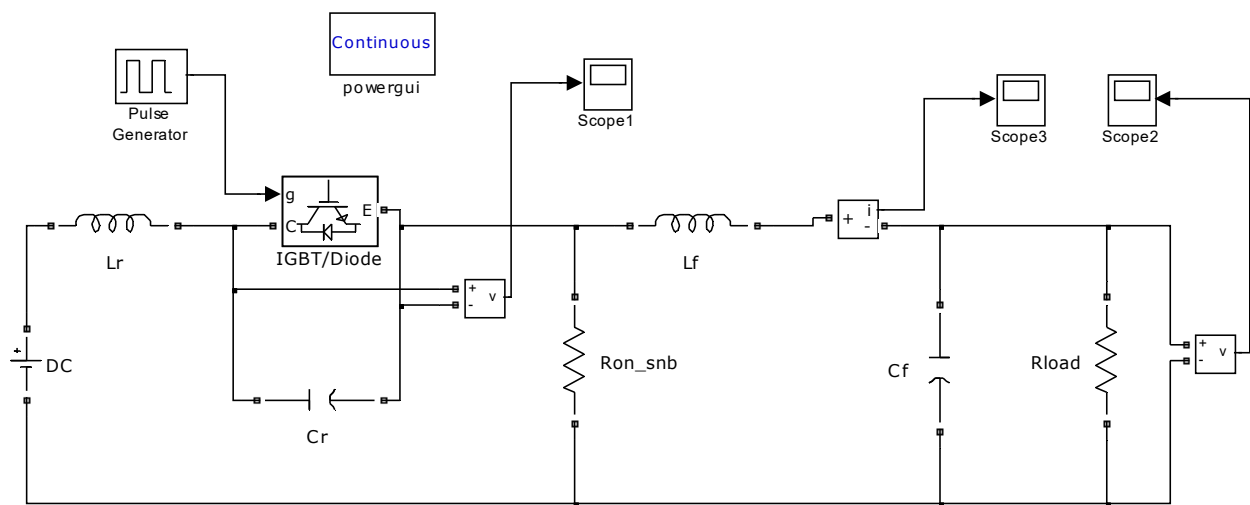 Continuous
powergui
Pulse
Generator
Scope1
Scope3
Scope2
g
C
E
IGBT/Diode
Lr
+
-
v
Lf
+
i
-
+
DC
Ron_snb
Cf
Rload
+
-
v
Cr